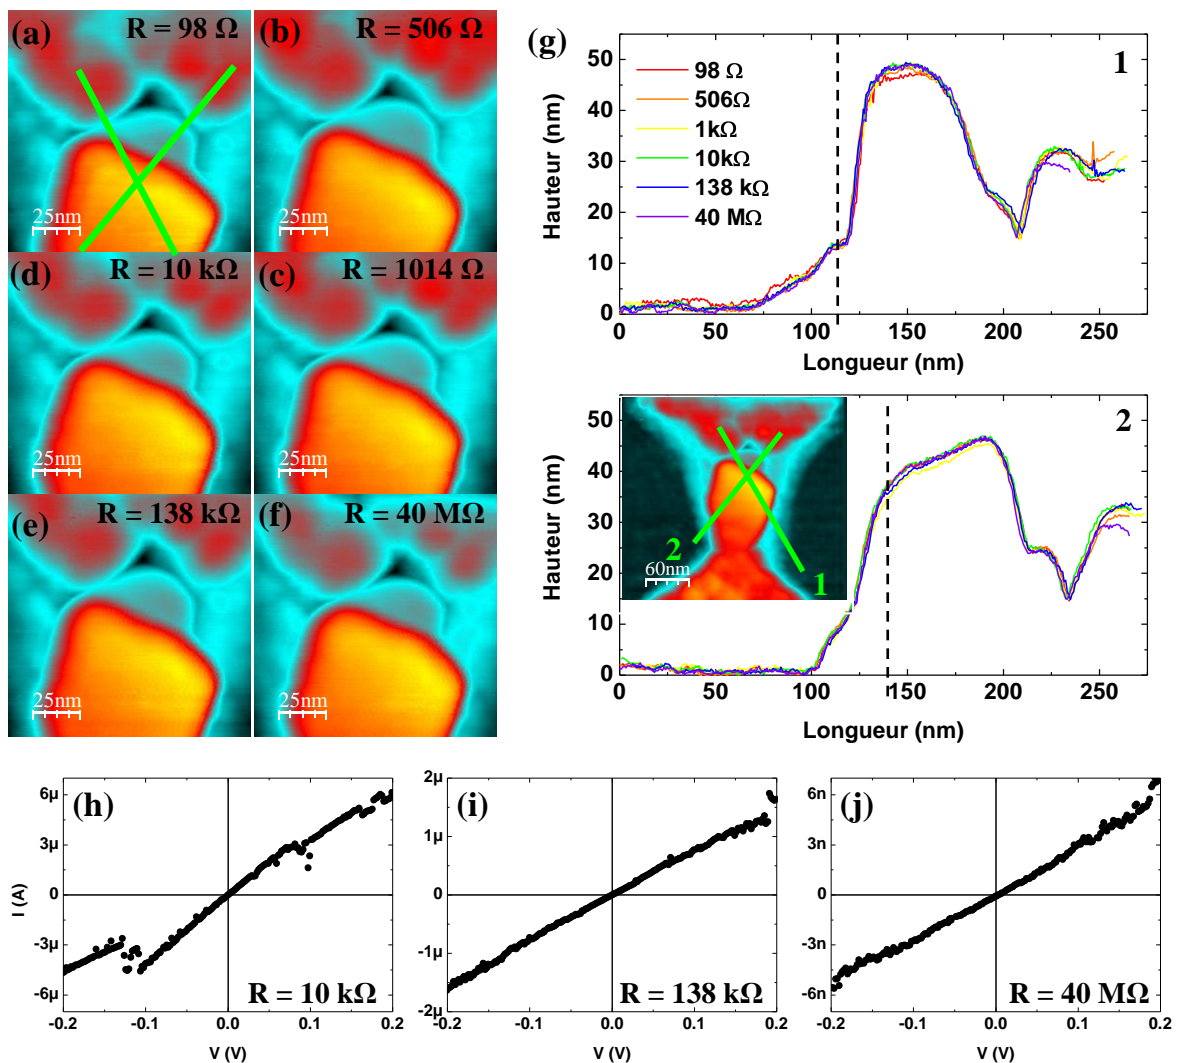 (a) R = 98 Ω
25nm
(b) R = 506 Ω
25nm
(d) R = 10 kΩ
25nm
(c) R = 1014 Ω
25nm
(e) R = 138 kΩ
25nm
(f) R = 40 MΩ
25nm
(g)
1
98 Ω
506Ω
1kΩ
10kΩ
138 kΩ
40 MΩ
Hauteur (nm)
50
40
30
20
10
0
0 50 100 150 200 250
Longueur (nm)
2
Hauteur (nm)
50
40
30
20
10
0
2
60nm
1
0 50 100 150 200 250
Longueur (nm)
(h)
I (A)
6µ
3µ
0
-3µ
-6µ
R = 10 kΩ
-0.2 -0.1 0.0 0.1 0.2
V (V)
(i)
2µ
1µ
0
-1µ
-2µ
R = 138 kΩ
-0.2 -0.1 0.0 0.1 0.2
V (V)
(j)
6n
3n
0
-3n
-6n
R = 40 MΩ
-0.2 -0.1 0.0 0.1 0.2
V (V)